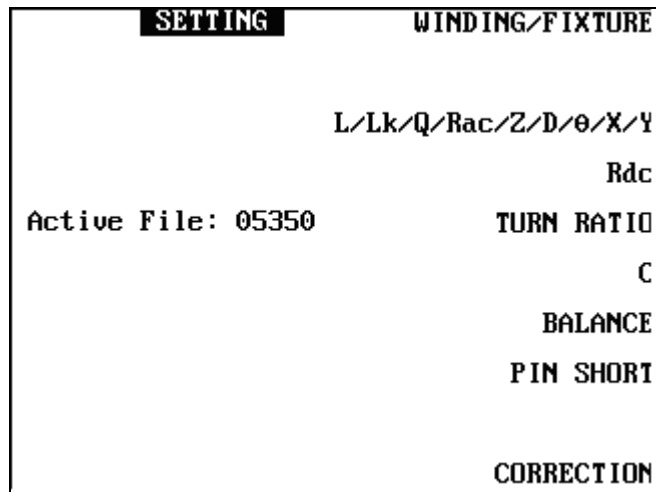 SETTING WINDING/FIXTURE
L/Lk/Q/Rac/Z/D/θ/X/Y
Rdc
Active File: 05350 TURN RATIO
C
BALANCE
PIN SHORT
CORRECTION